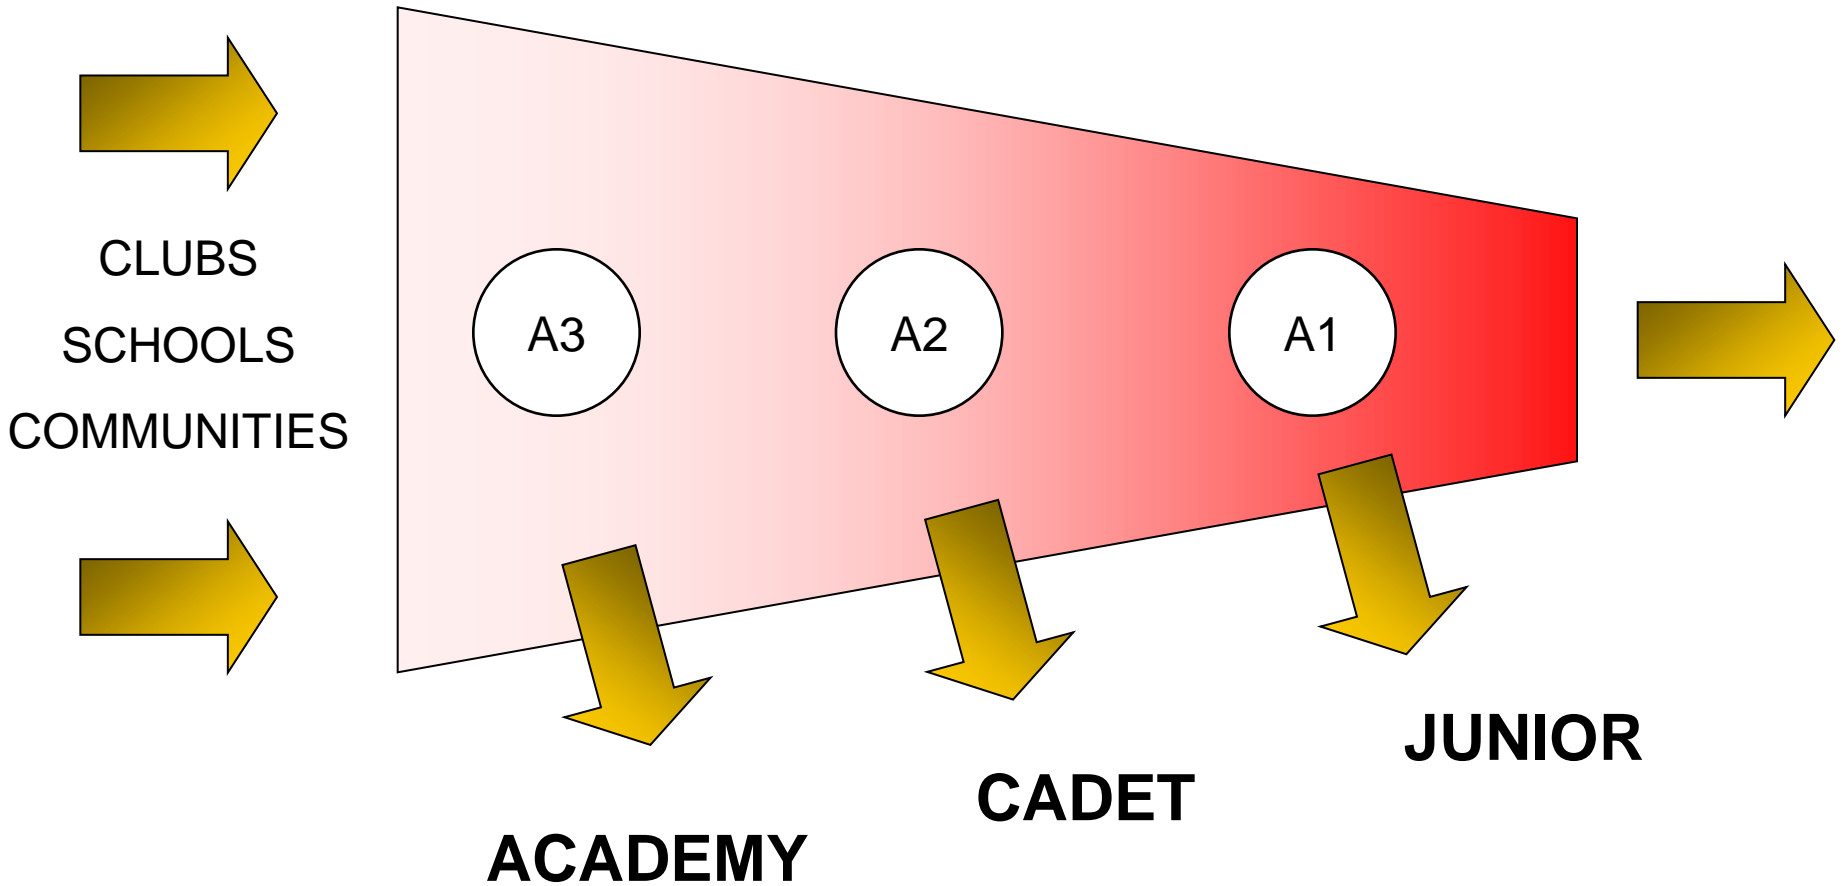 CLUBS
SCHOOLS
COMMUNITIES
A3
A2
A1
JUNIOR
CADET
ACADEMY